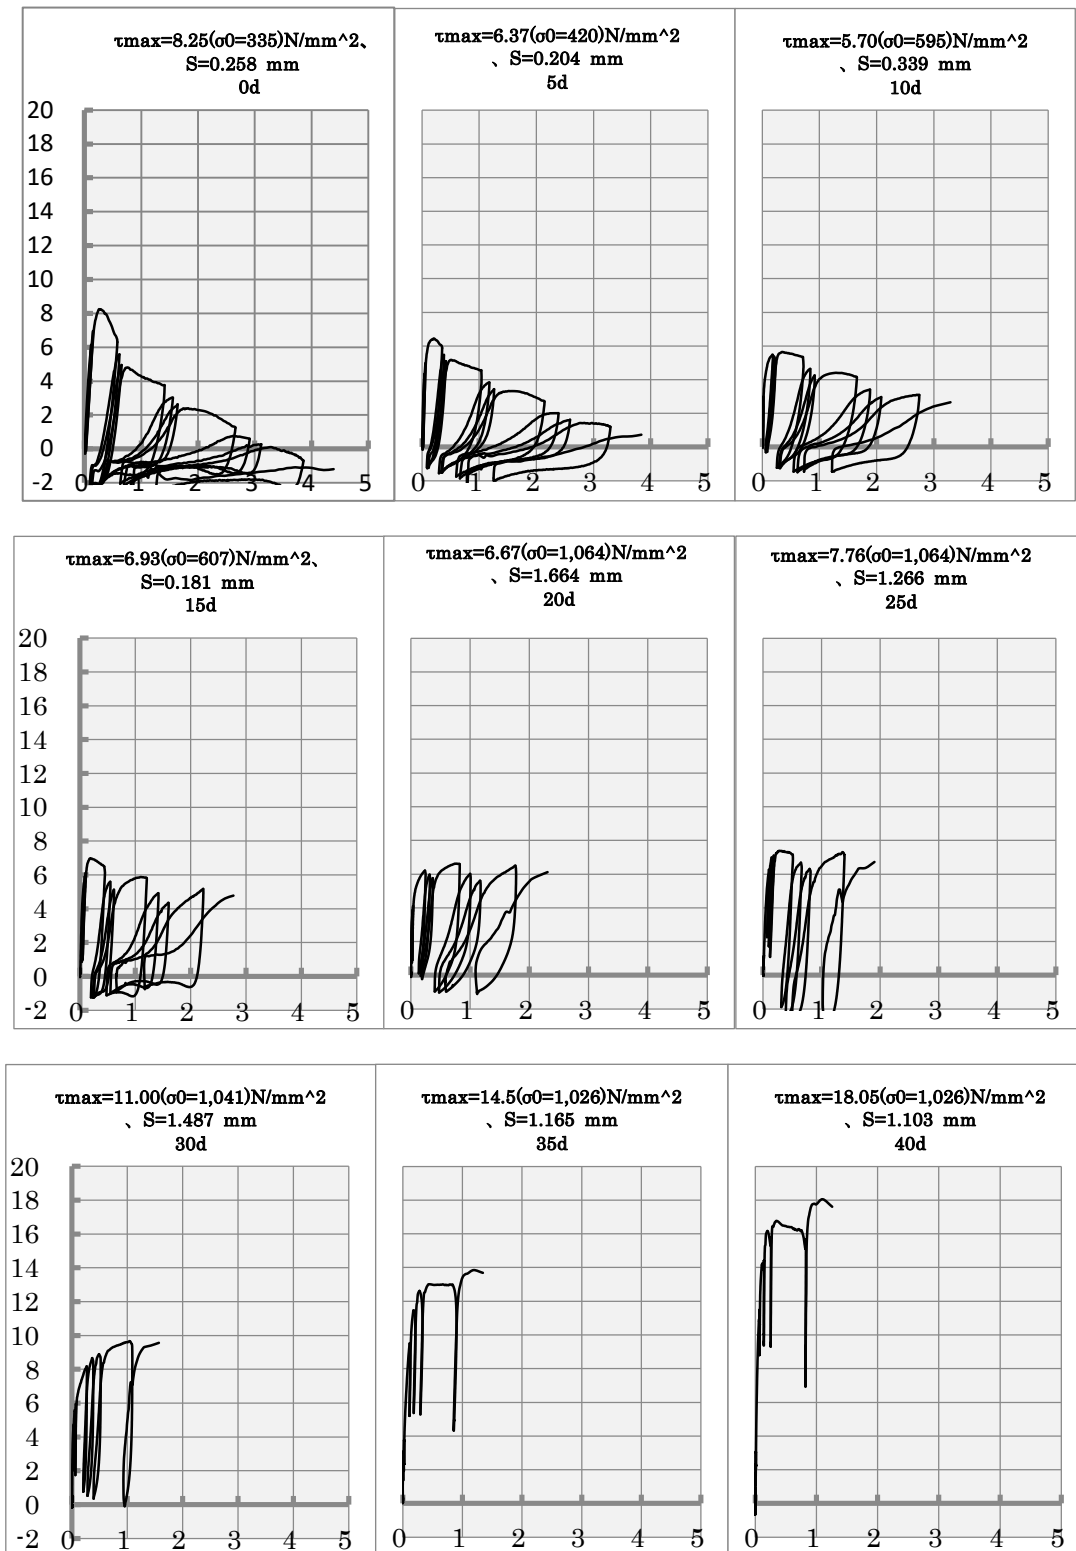 τmax=8.25(σ0=335)N/mm^2、
S=0.258 mm
0d
20
18
16
14
12
10
8
6
4
2
0
-2
0 1 2 3 4 5
τmax=6.37(σ0=420)N/mm^2
、S=0.204 mm
5d
0 1 2 3 4 5
τmax=5.70(σ0=595)N/mm^2
、S=0.339 mm
10d
0 1 2 3 4 5
τmax=6.93(σ0=607)N/mm^2、
S=0.181 mm
15d
20
18
16
14
12
10
8
6
4
2
0
-2
0 1 2 3 4 5
τmax=6.67(σ0=1,064)N/mm^2
、S=1.664 mm
20d
0 1 2 3 4 5
τmax=7.76(σ0=1,064)N/mm^2
、S=1.266 mm
25d
0 1 2 3 4 5
τmax=11.00(σ0=1,041)N/mm^2
、S=1.487 mm
30d
20
18
16
14
12
10
8
6
4
2
0
-2
0 1 2 3 4 5
τmax=14.5(σ0=1,026)N/mm^2
、S=1.165 mm
35d
0 1 2 3 4 5
τmax=18.05(σ0=1,026)N/mm^2
、S=1.103 mm
40d
0 1 2 3 4 5